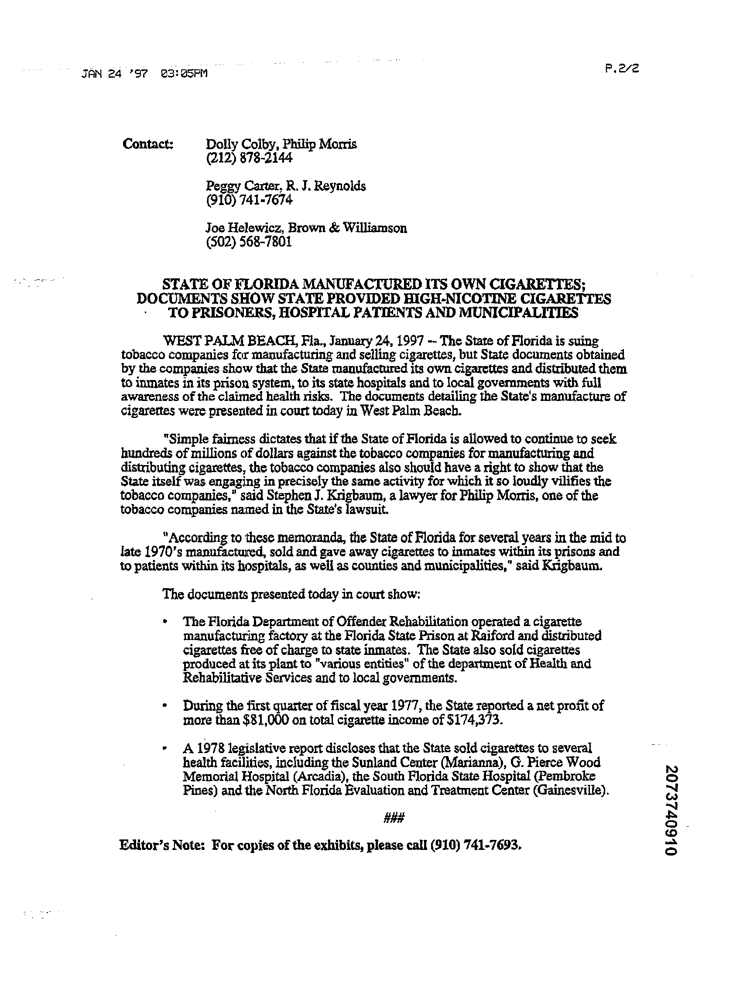 JAN 24 '97 03:05PM
P.2/2
Contact: Dolly Colby, Philip Morris
(212) 878-2144
Peggy Carter, R. J. Reynolds
(910) 741-7674
Joe Helewicz, Brown & Williamson
(502) 568-7801
STATE OF FLORIDA MANUFACTURED ITS OWN CIGARETTES;
DOCUMENTS SHOW STATE PROVIDED HIGH-NICOTINE CIGARETTES
TO PRISONERS, HOSPITAL PATIENTS AND MUNICIPALITIES
WEST PALM BEACH, Fla., January 24, 1997 -- The State of Florida is suing
tobacco companies for manufacturing and selling cigarettes, but State documents obtained
by the companies show that the State manufactured its own cigarettes and distributed them
to inmates in its prison system, to its state hospitals and to local governments with full
awareness of the claimed health risks. The documents detailing the State's manufacture of
cigarettes were presented in court today in West Palm Beach.
"Simple fairness dictates that if the State of Florida is allowed to continue to seek
hundreds of millions of dollars against the tobacco companies for manufacturing and
distributing cigarettes, the tobacco companies also should have a right to show that the
State itself was engaging in precisely the same activity for which it so loudly vilifies the
tobacco companies," said Stephen J. Krigbaum, a lawyer for Philip Morris, one of the
tobacco companies named in the State's lawsuit.
"According to these memoranda, the State of Florida for several years in the mid to
late 1970's manufactured, sold and gave away cigarettes to inmates within its prisons and
to patients within its hospitals, as well as counties and municipalities," said Krigbaum.
The documents presented today in court show:
• The Florida Department of Offender Rehabilitation operated a cigarette
manufacturing factory at the Florida State Prison at Raiford and distributed
cigarettes free of charge to state inmates. The State also sold cigarettes
produced at its plant to "various entities" of the department of Health and
Rehabilitative Services and to local governments.
• During the first quarter of fiscal year 1977, the State reported a net profit of
more than $81,000 on total cigarette income of $174,373.
• A 1978 legislative report discloses that the State sold cigarettes to several
health facilities, including the Sunland Center (Marianna), G. Pierce Wood
Memorial Hospital (Arcadia), the South Florida State Hospital (Pembroke
Pines) and the North Florida Evaluation and Treatment Center (Gainesville).
###
Editor's Note: For copies of the exhibits, please call (910) 741-7693.
2073740910